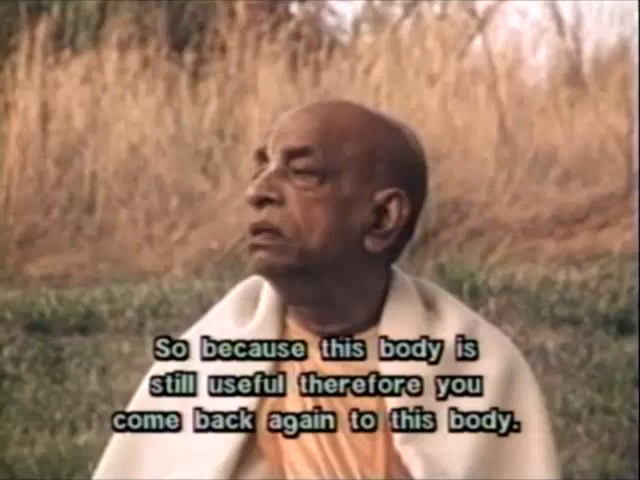 So because this body is
still useful therefore you
come back again to this body.